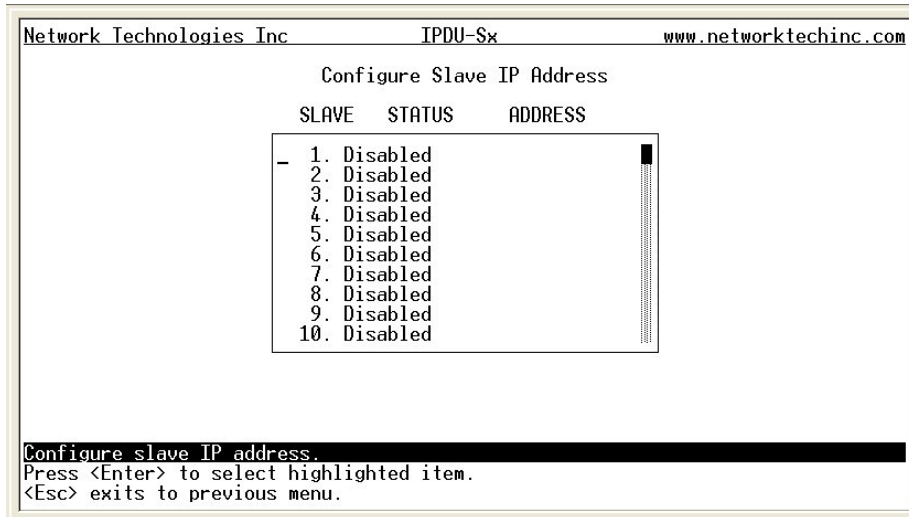 Network Technologies Inc IPDU-Sx www.networktechinc.com
Configure Slave IP Address
SLAVE STATUS ADDRESS
_ 1. Disabled
2. Disabled
3. Disabled
4. Disabled
5. Disabled
6. Disabled
7. Disabled
8. Disabled
9. Disabled
10. Disabled
Configure slave IP address.
Press <Enter> to select highlighted item.
<Esc> exits to previous menu.